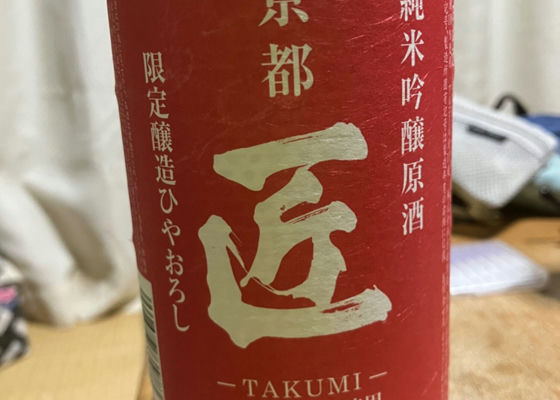 純米吟醸原酒
京都
匠
限定醸造ひやおろし
－TAKUMI－